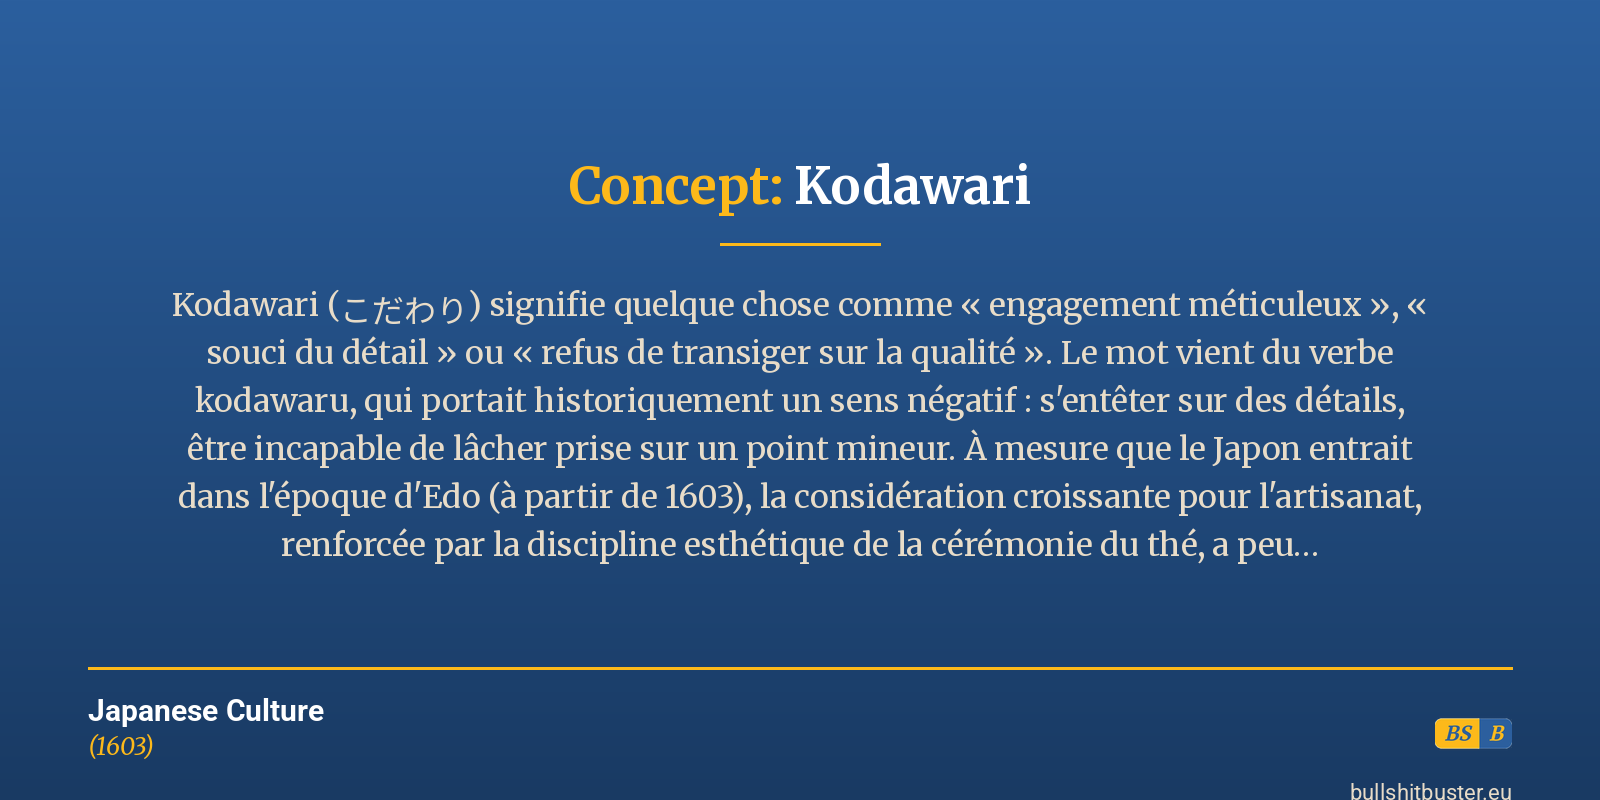 Concept: Kodawari
Kodawari (こだわり) signifie quelque chose comme « engagement méticuleux », «
souci du détail » ou « refus de transiger sur la qualité ». Le mot vient du verbe
kodawaru, qui portait historiquement un sens négatif : s'entêter sur des détails,
être incapable de lâcher prise sur un point mineur. À mesure que le Japon entrait
dans l'époque d'Edo (à partir de 1603), la considération croissante pour l'artisanat,
renforcée par la discipline esthétique de la cérémonie du thé, a peu…
Japanese Culture
(1603)
BS B
bullshitbuster.eu